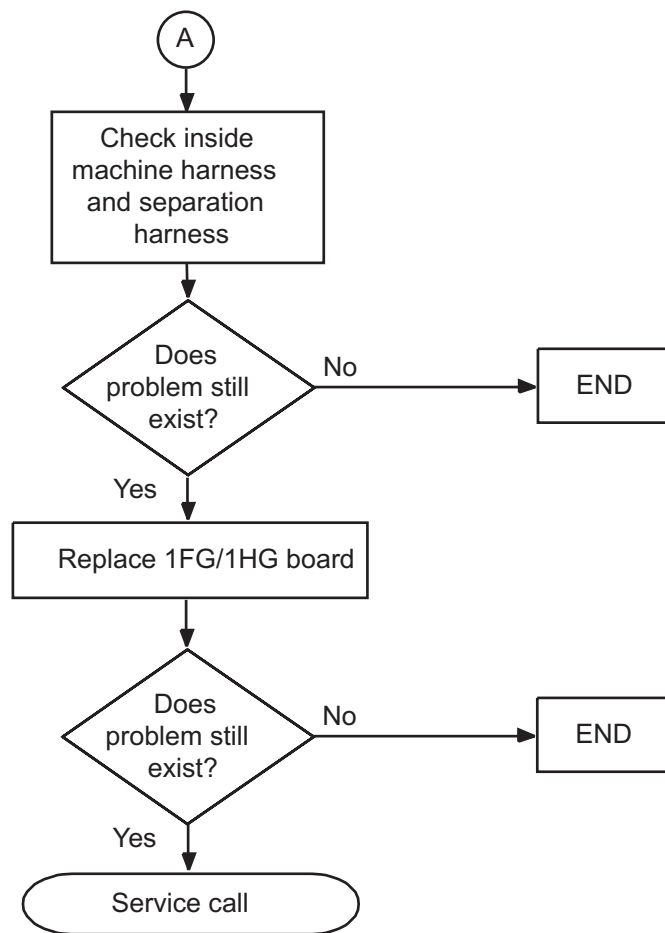 A
Check inside
machine harness
and separation
harness
Does
problem still
exist?
No
END
Yes
Replace 1FG/1HG board
Does
problem still
exist?
No
END
Yes
Service call